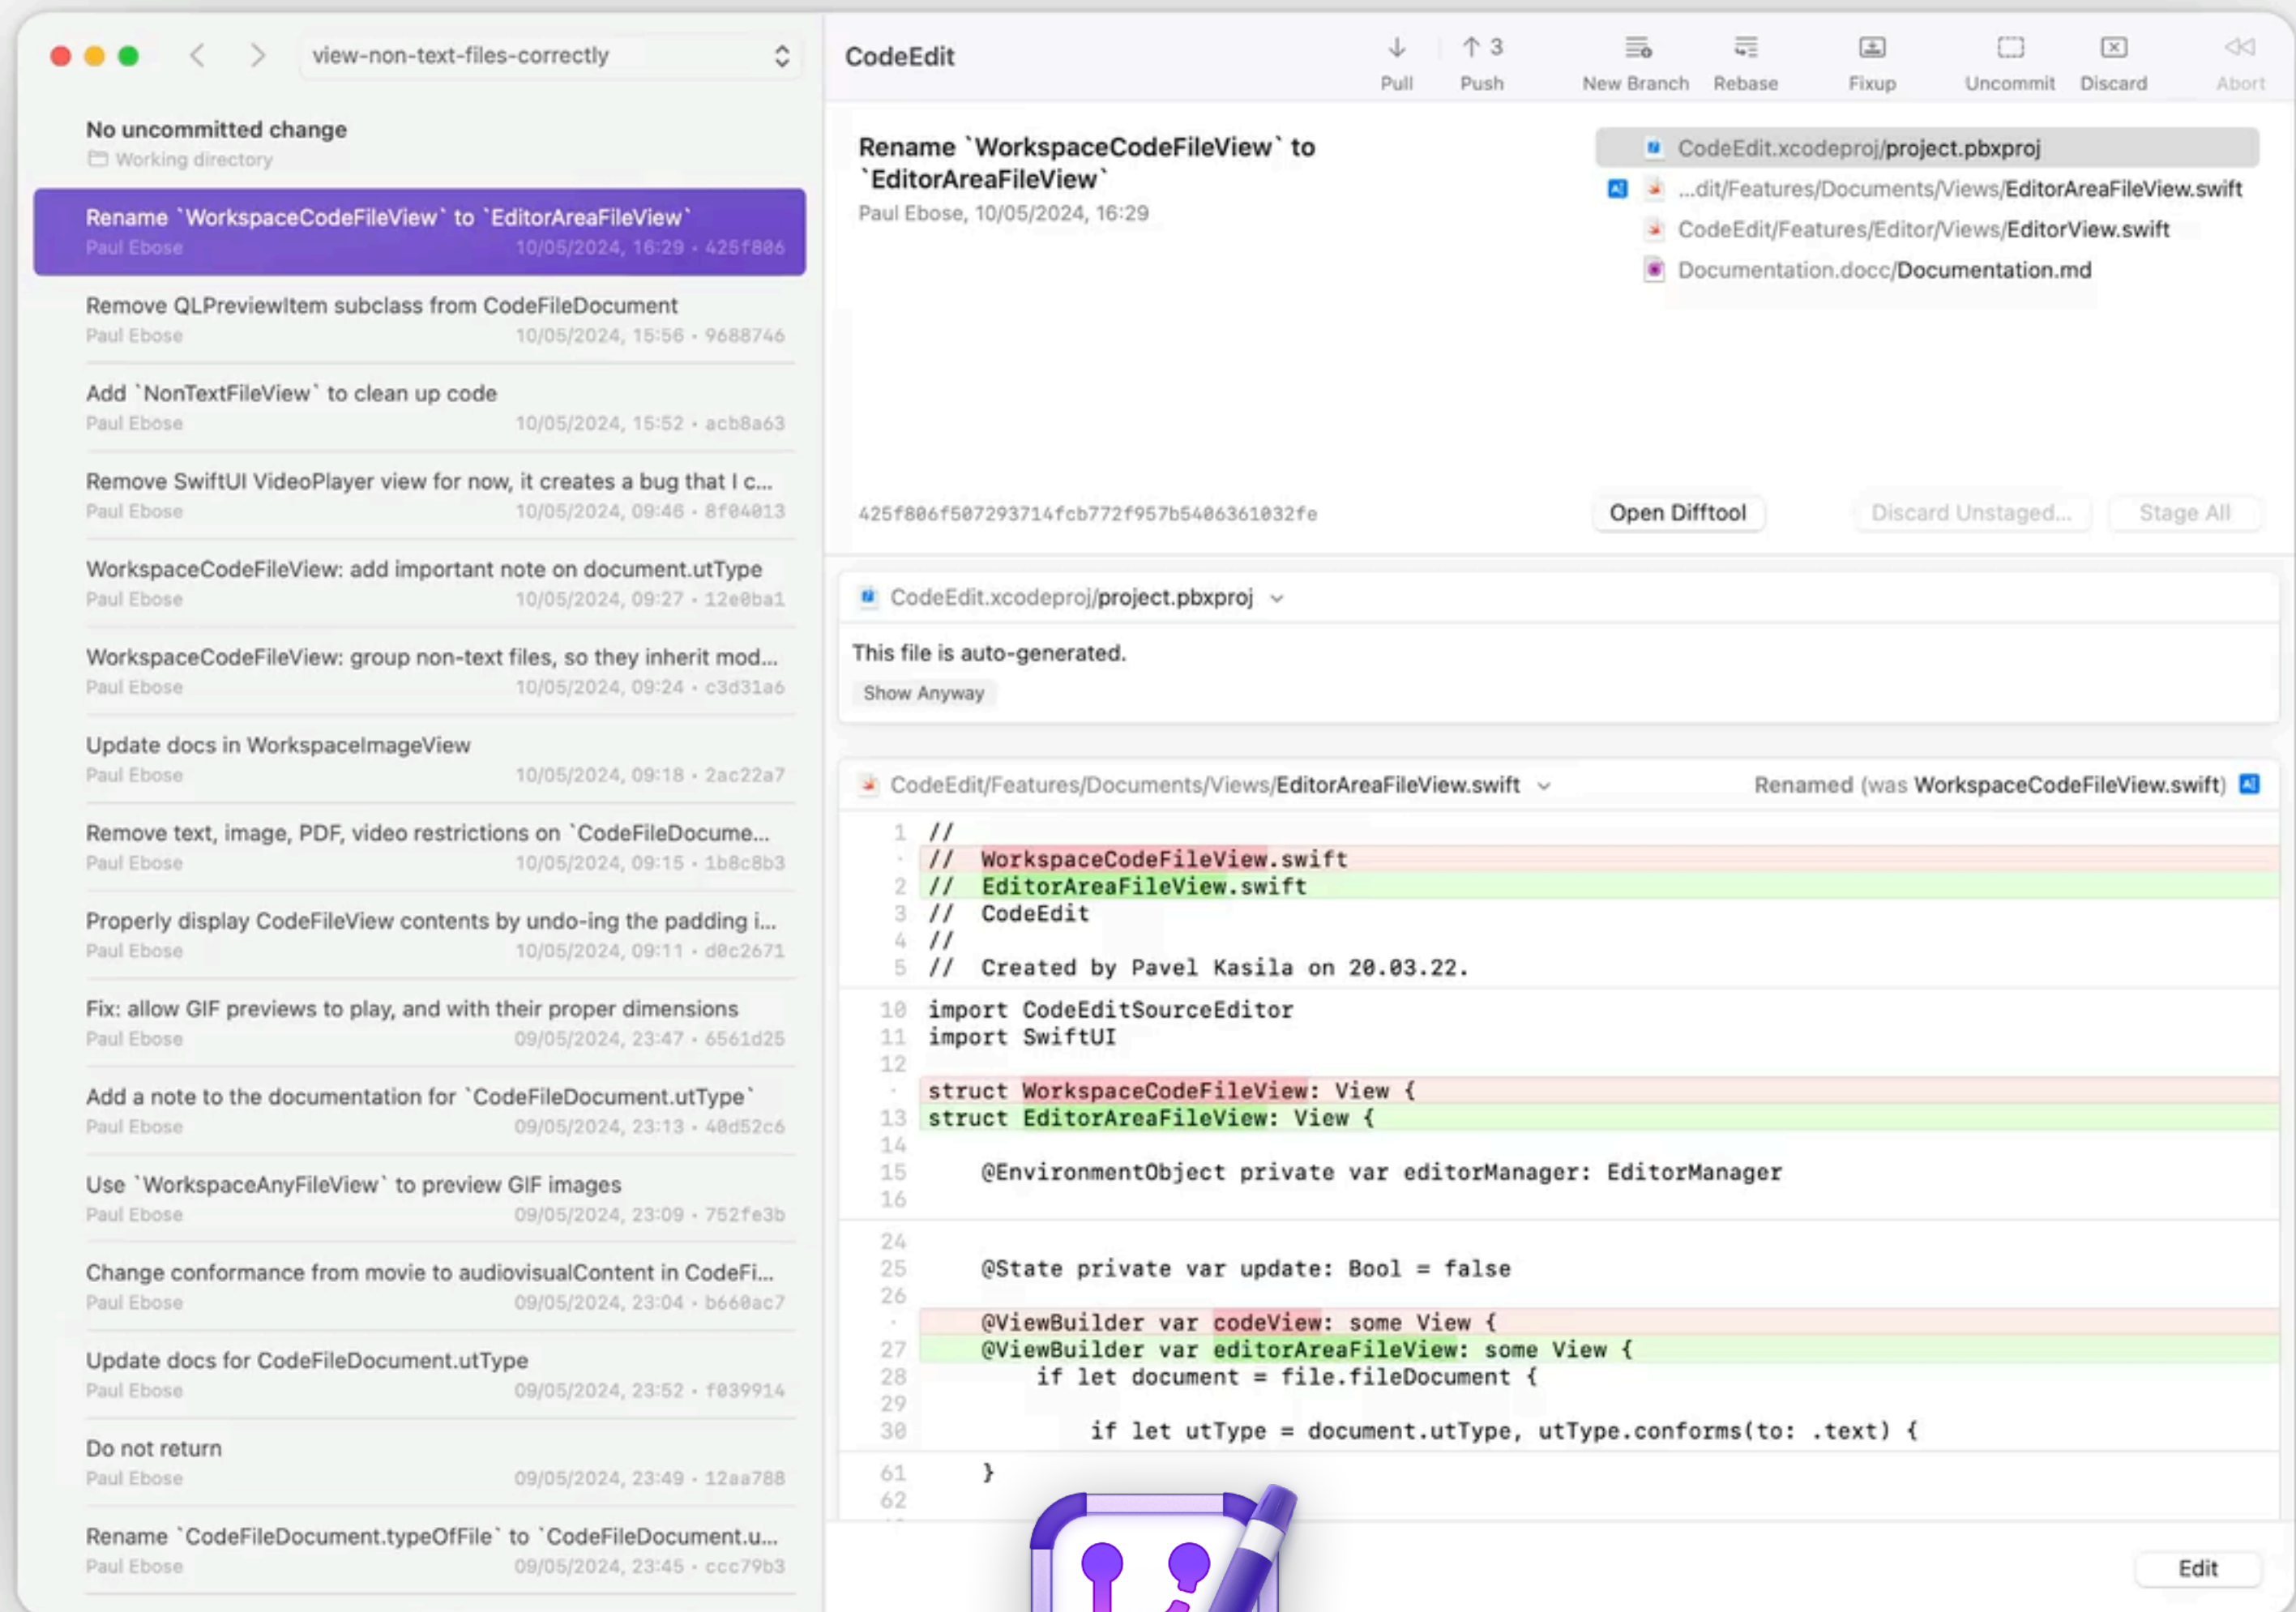 view-non-text-files-correctly
No uncommitted change
Working directory
Rename `WorkspaceCodeFileView` to `EditorAreaFileView`
Paul Ebose 10/05/2024, 16:29 • 425f806
Remove QLPreviewItem subclass from CodeFileDocument
Paul Ebose 10/05/2024, 15:56 • 9688746
Add `NonTextFileView` to clean up code
Paul Ebose 10/05/2024, 15:52 • acb8a63
Remove SwiftUI VideoPlayer view for now, it creates a bug that I c...
Paul Ebose 10/05/2024, 09:46 • 8f04013
WorkspaceCodeFileView: add important note on document.utType
Paul Ebose 10/05/2024, 09:27 • 12e0ba1
WorkspaceCodeFileView: group non-text files, so they inherit mod...
Paul Ebose 10/05/2024, 09:24 • c3d31a6
Update docs in WorkspaceImageView
Paul Ebose 10/05/2024, 09:18 • 2ac22a7
Remove text, image, PDF, video restrictions on `CodeFileDocume...
Paul Ebose 10/05/2024, 09:15 • 1b8c8b3
Properly display CodeFileView contents by undo-ing the padding i...
Paul Ebose 10/05/2024, 09:11 • d0c2671
Fix: allow GIF previews to play, and with their proper dimensions
Paul Ebose 09/05/2024, 23:47 • 6561d25
Add a note to the documentation for `CodeFileDocument.utType`
Paul Ebose 09/05/2024, 23:13 • 40d52c6
Use `WorkspaceAnyFileView` to preview GIF images
Paul Ebose 09/05/2024, 23:09 • 752fe3b
Change conformance from movie to audiovisualContent in CodeFi...
Paul Ebose 09/05/2024, 23:04 • b660ac7
Update docs for CodeFileDocument.utType
Paul Ebose 09/05/2024, 23:52 • f039914
Do not return
Paul Ebose 09/05/2024, 23:49 • 12aa788
Rename `CodeFileDocument.typeOfFile` to `CodeFileDocument.u...
Paul Ebose 09/05/2024, 23:45 • ccc79b3
CodeEdit
3
Pull Push New Branch Rebase Fixup Uncommit Discard Abort
Rename `WorkspaceCodeFileView` to
`EditorAreaFileView`
Paul Ebose, 10/05/2024, 16:29
CodeEdit.xcodeproj/project.pbxproj
...dit/Features/Documents/Views/EditorAreaFileView.swift
CodeEdit/Features/Editor/Views/EditorView.swift
Documentation.docc/Documentation.md
425f806f507293714fcb772f957b5406361032fe
Open Difftool Discard Unstaged... Stage All
CodeEdit.xcodeproj/project.pbxproj
This file is auto-generated.
Show Anyway
CodeEdit/Features/Documents/Views/EditorAreaFileView.swift Renamed (was WorkspaceCodeFileView.swift)
1 //
// WorkspaceCodeFileView.swift
2 // EditorAreaFileView.swift
3 // CodeEdit
4 //
5 // Created by Pavel Kasila on 20.03.22.
10 import CodeEditSourceEditor
11 import SwiftUI
12
struct WorkspaceCodeFileView: View {
13 struct EditorAreaFileView: View {
14
15 @EnvironmentObject private var editorManager: EditorManager
16
24
25 @State private var update: Bool = false
26
@ViewBuilder var codeView: some View {
27 @ViewBuilder var editorAreaFileView: some View {
28 if let document = file.fileDocument {
29
30 if let utType = document.utType, utType.conforms(to: .text) {
61 }
62
Edit